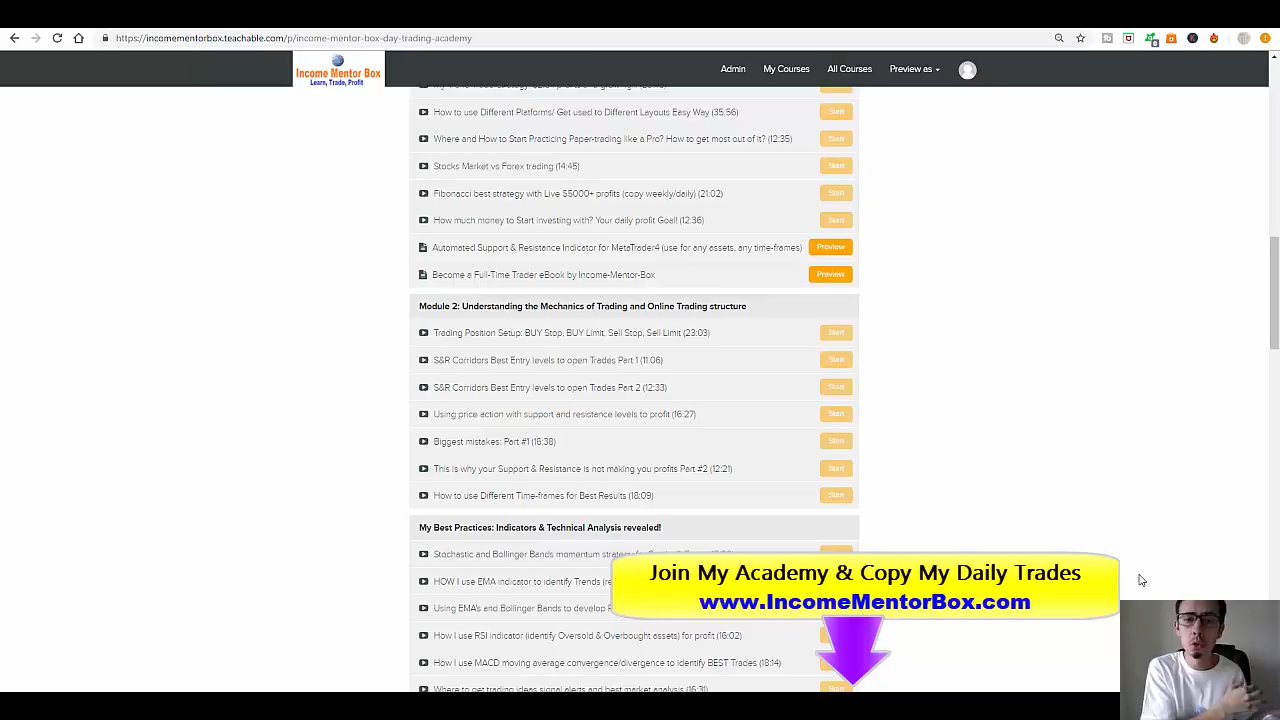 https://incomementorbox.teachable.com/p/income-mentor-box-day-trading-academy
Income Mentor Box
Learn, Trade, Profit
Admin
My Courses
All Courses
Preview as
How to use Different Platforms/ Get used to Different Layouts Easy Way (35:56)
Start
Where and How to Start Practicing Paper-trading like a Pro? How to get most out of it? (12:35)
Start
Stocks Market vs Forex trading (14:45)
Start
Fibonacci best strategy with Live $5000+ profits (copy weekly/daily) (21:02)
Start
How much money to Start investing with? Your daily profit Goal! (12:36)
Start
Automated Support & Resistance Indicator for MetaTrader4 (use for any assets, any time-frames)
Preview
Become a Full-Time Trader eBook by Income-Mentor-Box
Preview
Module 2: Understanding the Mechanics of Trading and Online Trading structure
Trading Position Setup: BUY Stop, BUY Limit, Sell Stop, Sell Limit (23:03)
Start
S&R Corridors Best Entry levels to open Trades Part 1 (11:06)
Start
S&R Corridors Best Entry levels to open Trades Part 2 (12:33)
Start
Using price action with support and resistance levels to profit (16:27)
Start
Biggest mistakes: Part #1 (16:38)
Start
This is why your Support & Resistance is not making you profits Part #2 (12:21)
Start
How to use Different Time-frames for Best Results (18:09)
Start
My Best Practices: Indicators & Technical Analysis revealed!
Stochastic and Bollinger Bands momentum
HOW I use EMA indicator to identify Trends
Using EMA's and Bollinger Bands to develop
How I use RSI indicator (identify Oversold & Overbought assets) for profit (16:02)
How I use MACD moving average convergence/divergence to identify BEST Trades (18:14)
Where to get trading ideas signal alerts and best market analysis (16:31)
Start
Join My Academy & Copy My Daily Trades
www.IncomeMentorBox.com